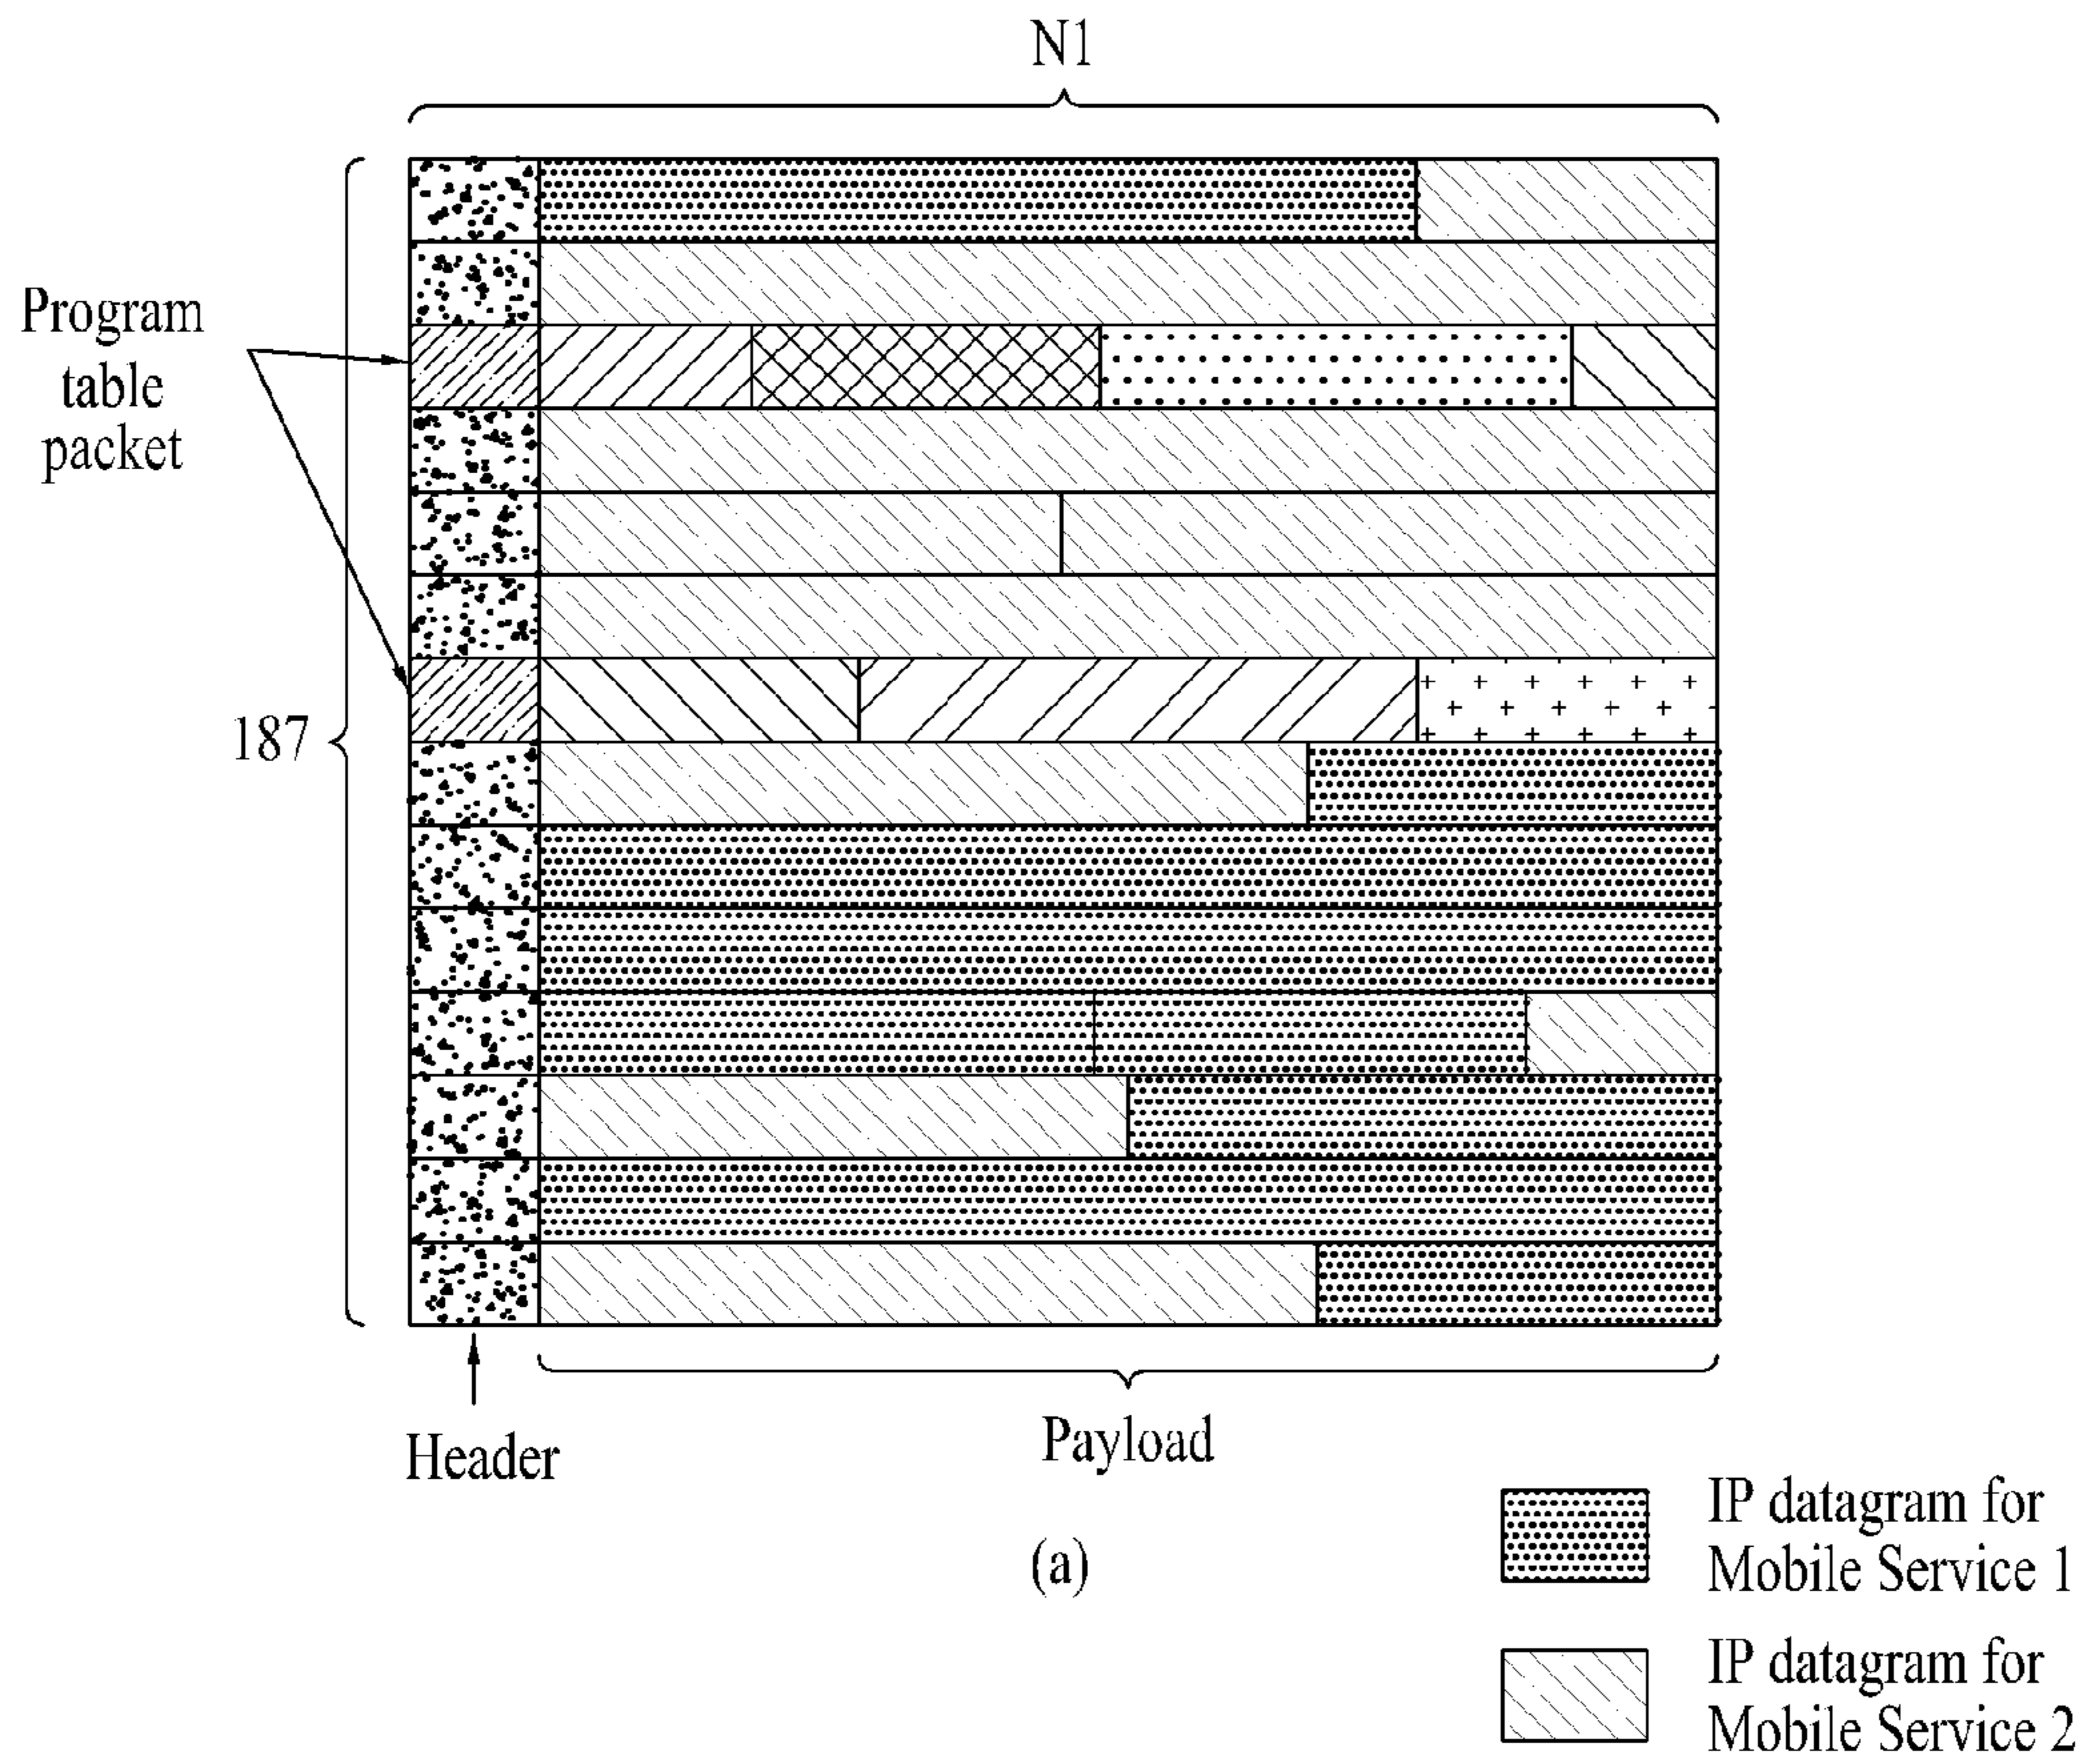 N1
Program
table
packet
187
Header
Payload
(a)
IP datagram for
Mobile Service 1
IP datagram for
Mobile Service 2